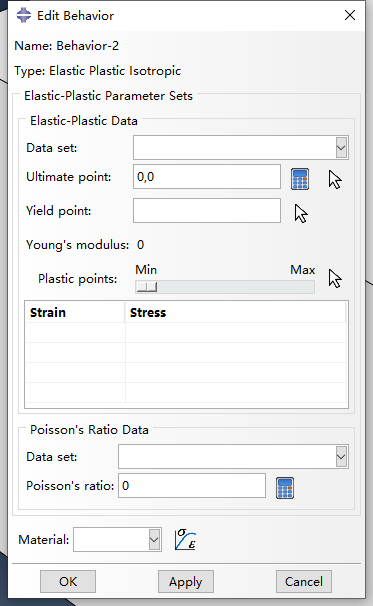 Edit Behavior
Name: Behavior-2
Type: Elastic Plastic Isotropic
Elastic-Plastic Parameter Sets
Elastic-Plastic Data
Data set:
Ultimate point: 0,0
Yield point:
Young's modulus: 0
Min Max
Plastic points:
Strain Stress
Poisson's Ratio Data
Data set:
Poisson's ratio: 0
Material: σ ε
OK Apply Cancel